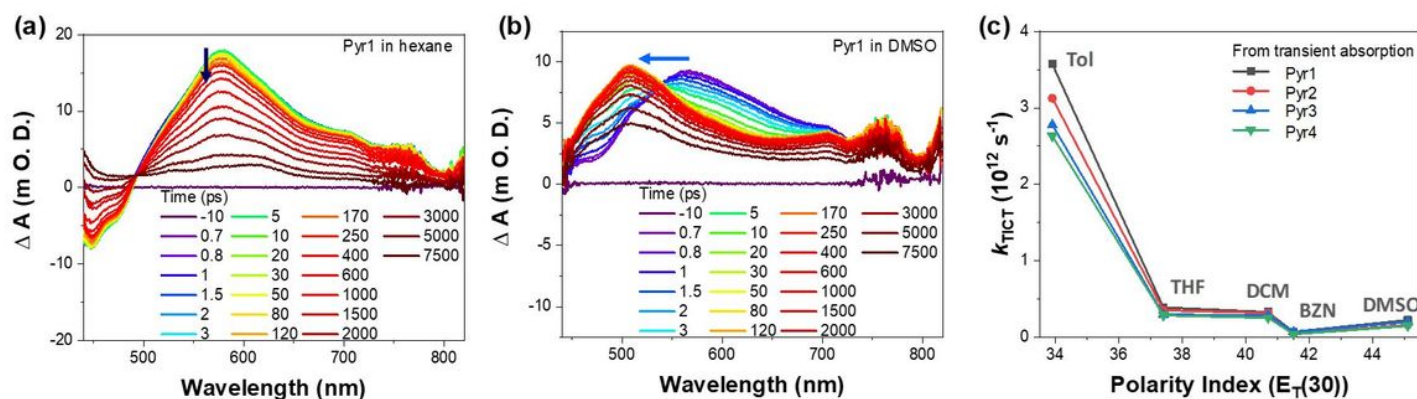 (a)
Pyr1 in hexane
Δ A (m O. D.)
20
10
0
-10
-20
Time (ps)
-10 5 170 3000
0.7 10 250 5000
0.8 20 400 7500
1 30 600
1.5 50 1000
2 80 1500
3 120 2000
500 600 700 800
Wavelength (nm)
(b)
Pyr1 in DMSO
Δ A (m O. D.)
10
5
0
-5
-10
Time (ps)
-10 5 170 3000
0.7 10 250 5000
0.8 20 400 7500
1 30 600
1.5 50 1000
2 80 1500
3 120 2000
500 600 700 800
Wavelength (nm)
(c)
Tol
From transient absorption
Pyr1
Pyr2
Pyr3
Pyr4
THF
DCM
BZN
DMSO
kTICT (10¹² s⁻¹)
4
3
2
1
0
34 36 38 40 42 44
Polarity Index (ET(30))